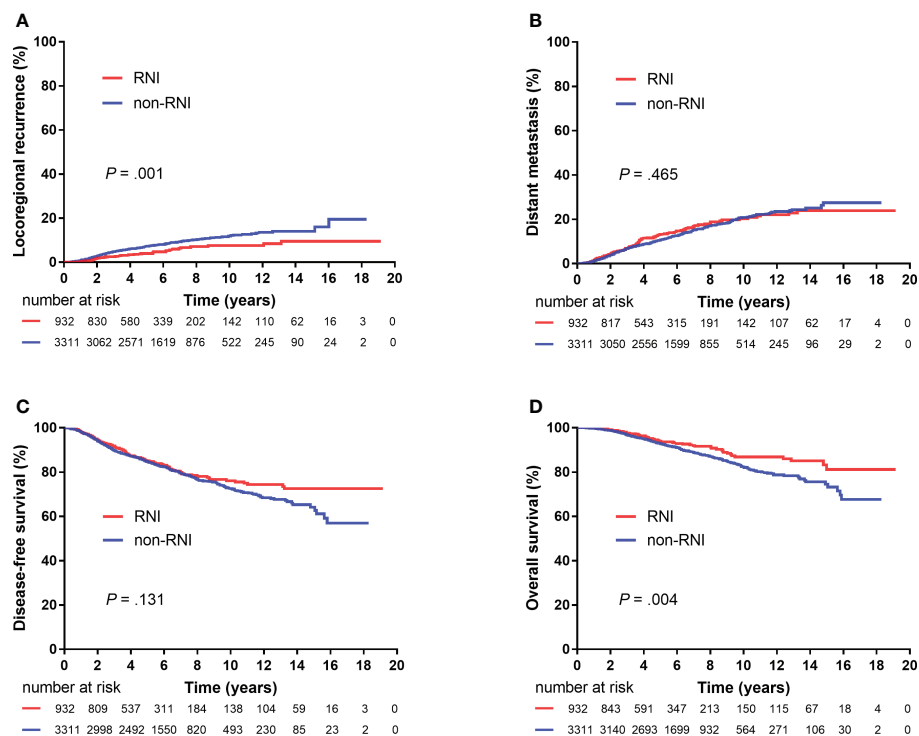 A
Locoregional recurrence (%)
100
80
60
40
20
0
RNI
non-RNI
P = .001
0 2 4 6 8 10 12 14 16 18 20
number at risk
Time (years)
932 830 580 339 202 142 110 62 16 3 0
3311 3062 2571 1619 876 522 245 90 24 2 0
B
Distant metastasis (%)
100
80
60
40
20
0
RNI
non-RNI
P = .465
0 2 4 6 8 10 12 14 16 18 20
number at risk
Time (years)
932 817 543 315 191 142 107 62 17 4 0
3311 3050 2556 1599 855 514 245 96 29 2 0
C
Disease-free survival (%)
100
80
60
40
20
0
RNI
non-RNI
P = .131
0 2 4 6 8 10 12 14 16 18 20
number at risk
Time (years)
932 809 537 311 184 138 104 59 16 3 0
3311 2998 2492 1550 820 493 230 85 23 2 0
D
Overall survival (%)
100
80
60
40
20
0
RNI
non-RNI
P = .004
0 2 4 6 8 10 12 14 16 18 20
number at risk
Time (years)
932 843 591 347 213 150 115 67 18 4 0
3311 3140 2693 1699 932 564 271 106 30 2 0